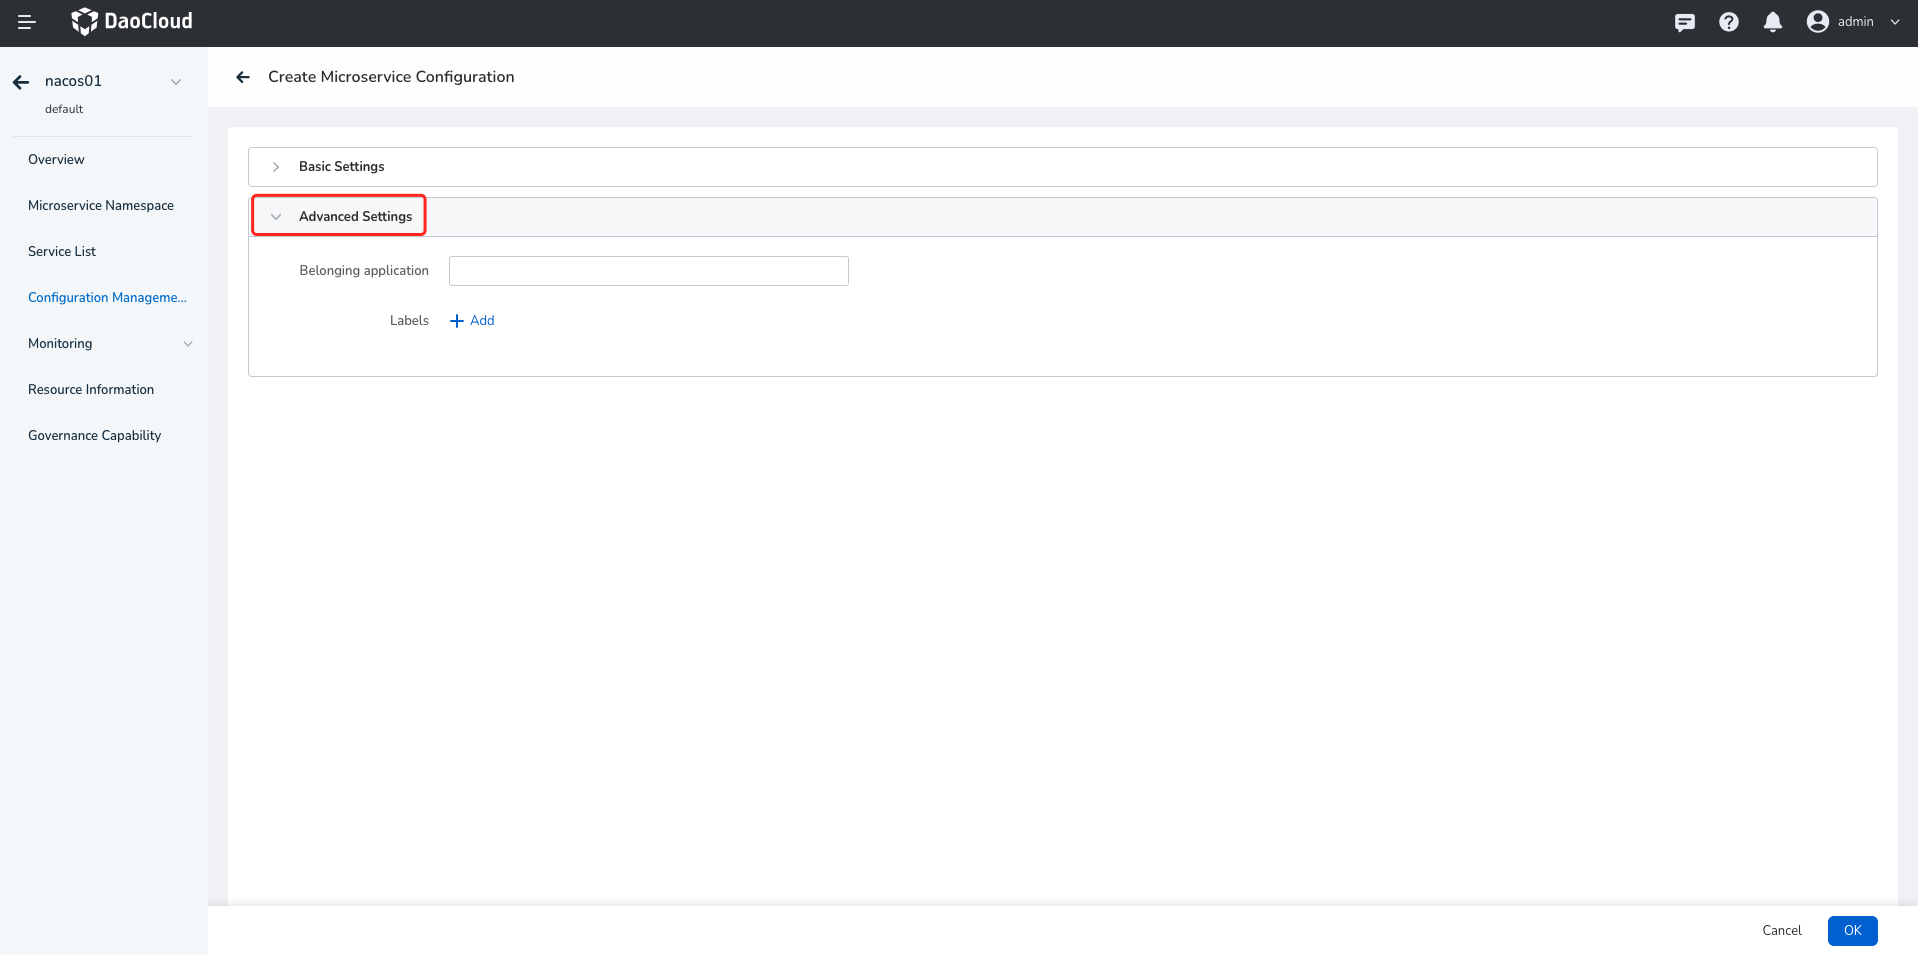 DaoCloud
admin
nacos01
default
Overview
Microservice Namespace
Service List
Configuration Manageme...
Monitoring
Resource Information
Governance Capability
Create Microservice Configuration
Basic Settings
Advanced Settings
Belonging application
Labels
Add
Cancel
OK